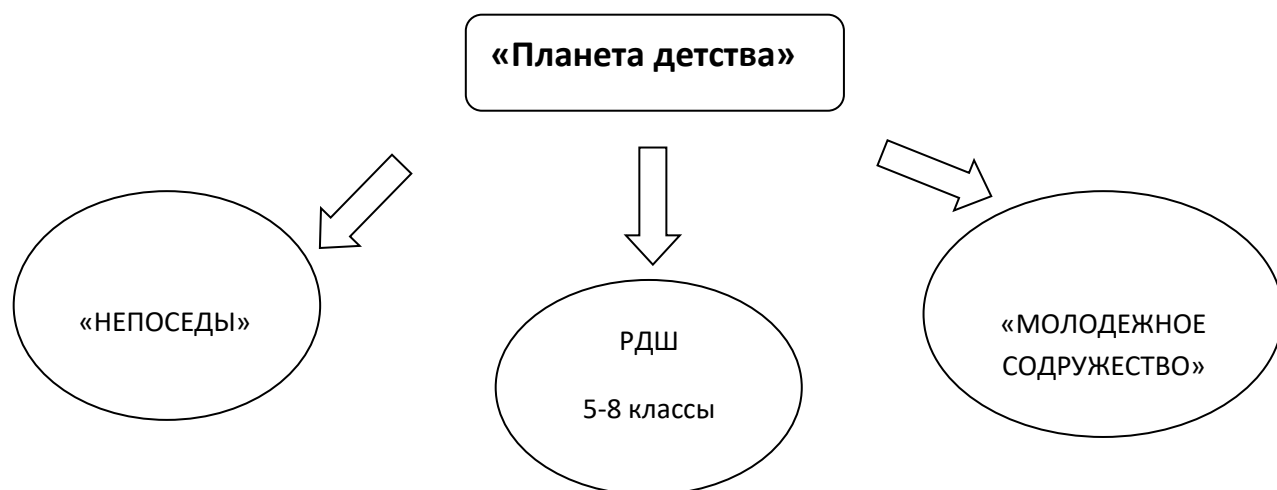 «Планета детства»
«НЕПОСЕДЫ»
РДШ
5-8 классы
«МОЛОДЕЖНОЕ
СОДРУЖЕСТВО»